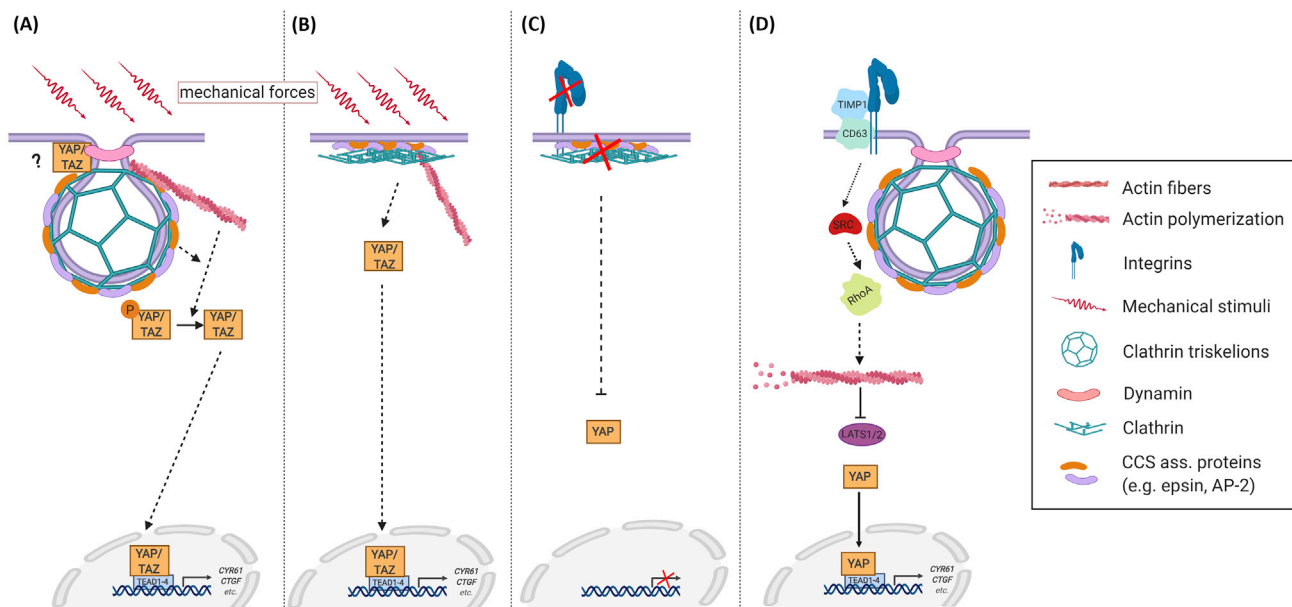 (A)
(B)
(C)
(D)
mechanical forces
?
YAP/
TAZ
P
YAP/
TAZ
YAP/
TAZ
YAP/
TAZ
TEAD1-4
CYR61
CTGF
etc.
YAP/
TAZ
YAP/
TAZ
TEAD1-4
CYR61
CTGF
etc.
YAP
TIMP1
CD63
SRC
RhoA
LATS1/2
YAP
YAP
TEAD1-4
CYR61
CTGF
etc.
Actin fibers
Actin polymerization
Integrins
Mechanical stimuli
Clathrin triskelions
Dynamin
Clathrin
CCS ass. proteins
(e.g. epsin, AP-2)